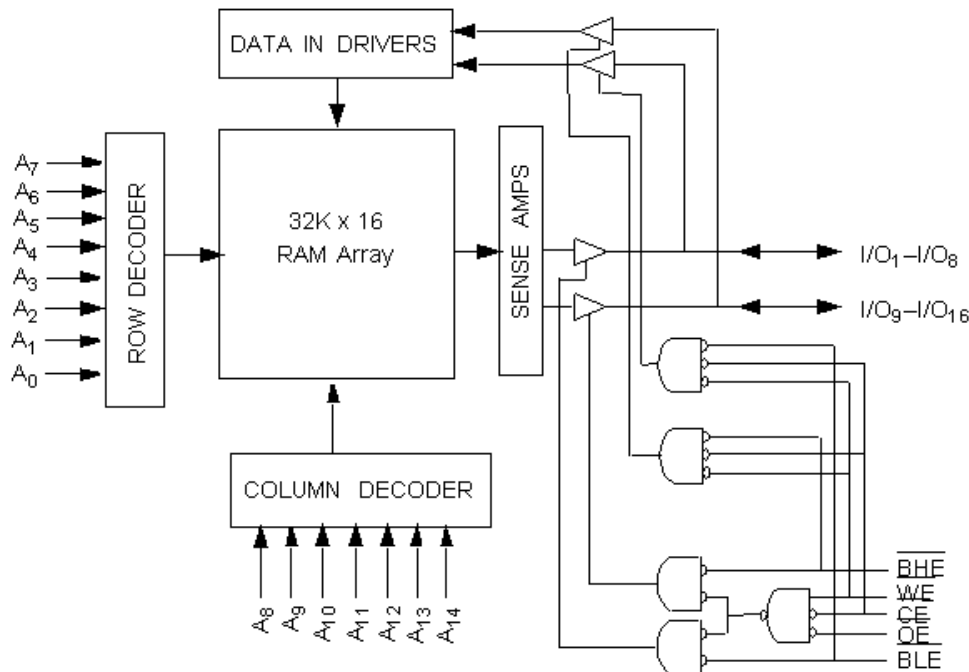 DATA IN DRIVERS
A7
A6
A5
A4
A3
A2
A1
A0
ROW DECODER
32K x 16
RAM Array
SENSE AMPS
I/O1–I/O8
I/O9–I/O16
COLUMN DECODER
A8
A9
A10
A11
A12
A13
A14
BHE
WE
CE
OE
BLE